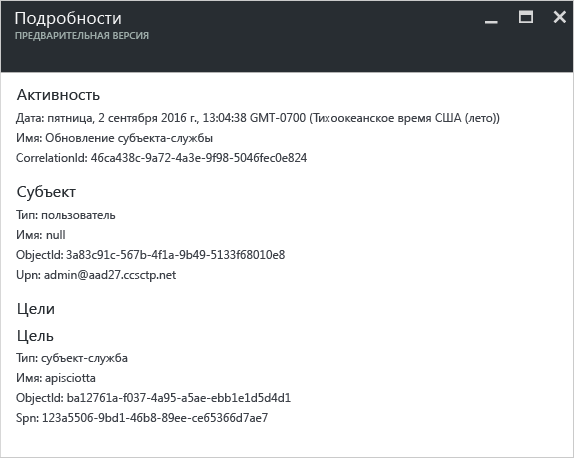 Подробности
ПРЕДВАРИТЕЛЬНАЯ ВЕРСИЯ
Активность
Дата: пятница, 2 сентября 2016 г., 13:04:38 GMT-0700 (Тихоокеанское время США (лето))
Имя: Обновление субъекта-службы
CorrelationId: 46ca438c-9a72-4a3e-9f98-5046fec0e824
Субъект
Тип: пользователь
Имя: null
ObjectId: 3a83c91c-567b-4f1a-9b49-5133f68010e8
Upn: admin@aad27.ccsctp.net
Цели
Цель
Тип: субъект-служба
Имя: apisciotta
ObjectId: ba12761a-f037-4a95-a5ae-ebb1e1d5d4d1
Spn: 123a5506-9bd1-46b8-89ee-ce65366d7ae7